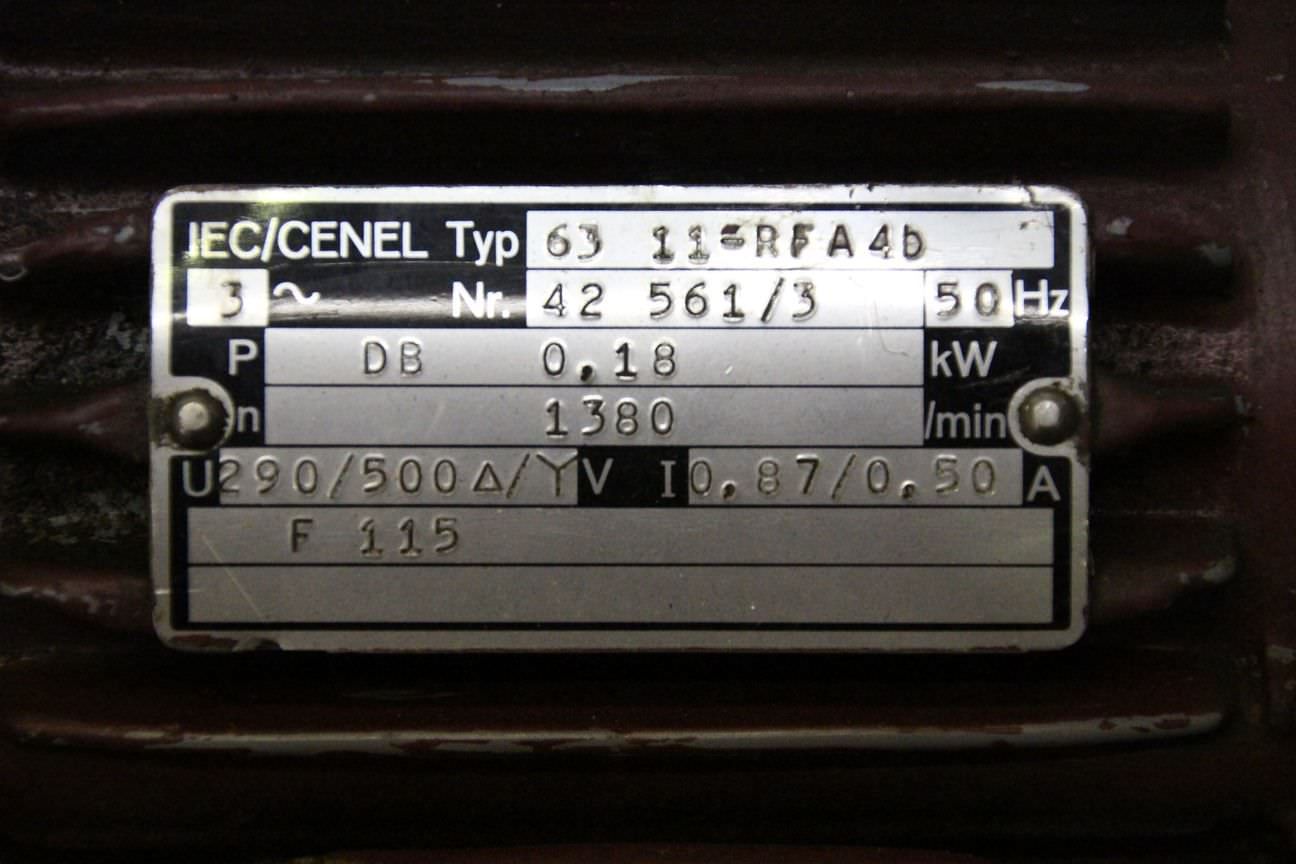 IEC/CENEL Typ 63 11-RFA4b
3 ~ Nr. 42 561/3 50 Hz
P DB 0,18 kW
n 1380 /min
U 290/500 Δ/Y V I 0,87/0,50 A
F 115